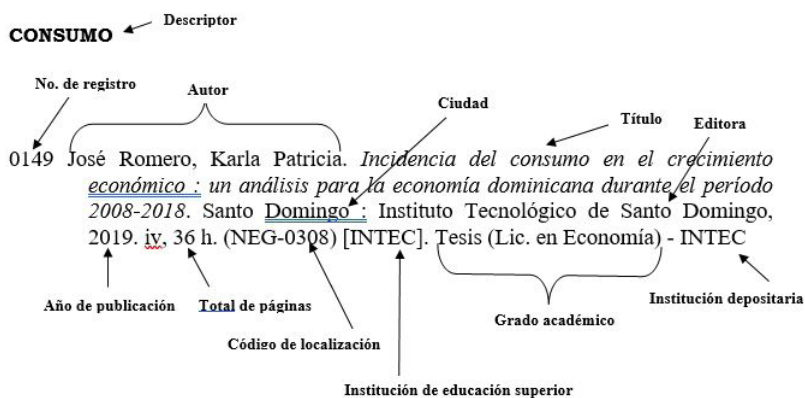 CONSUMO
Descriptor
No. de registro
Autor
Ciudad
Título
Editora
0149 José Romero, Karla Patricia. Incidencia del consumo en el crecimiento
económico : un análisis para la economía dominicana durante el período
2008-2018. Santo Domingo : Instituto Tecnológico de Santo Domingo,
2019. iv, 36 h. (NEG-0308) [INTEC]. Tesis (Lic. en Economía) - INTEC
Año de publicación
Total de páginas
Código de localización
Institución de educación superior
Grado académico
Institución depositaria